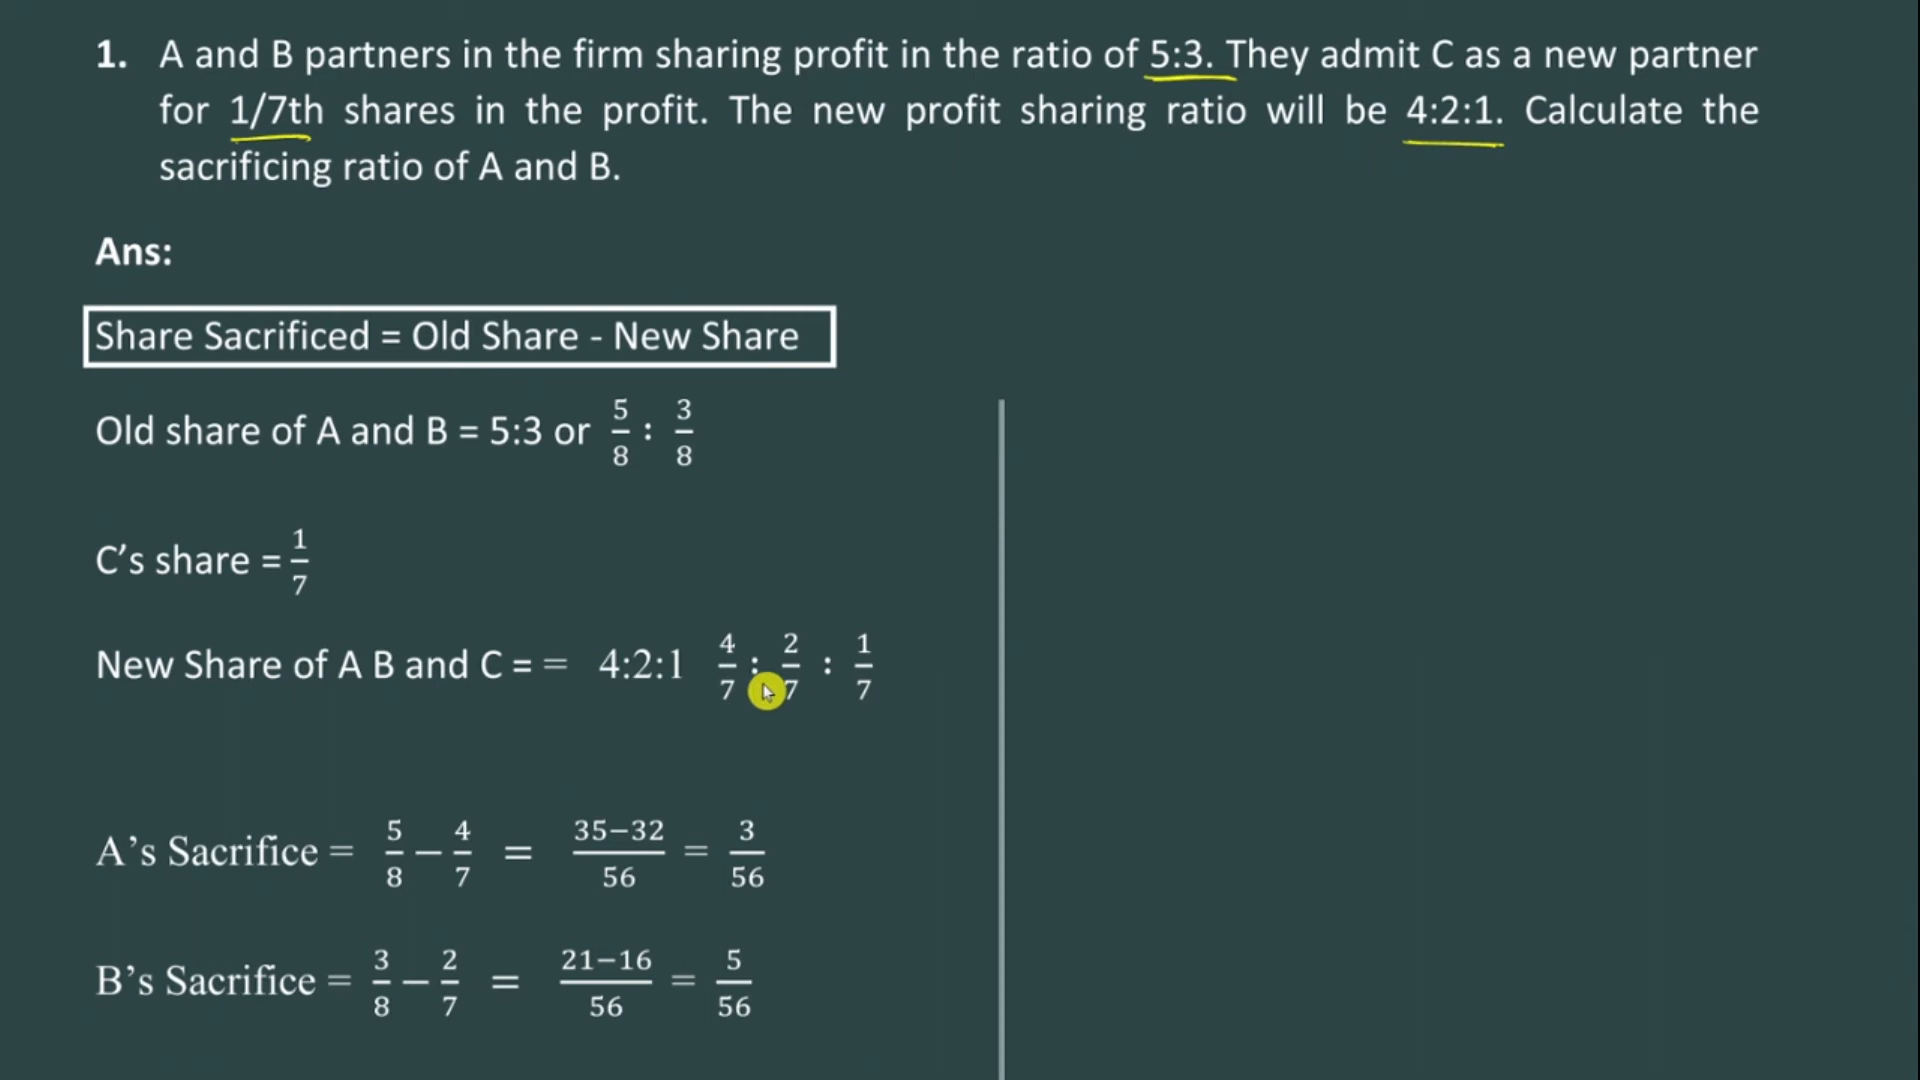 1. A and B partners in the firm sharing profit in the ratio of 5:3. They admit C as a new partner
for 1/7th shares in the profit. The new profit sharing ratio will be 4:2:1. Calculate the
sacrificing ratio of A and B.
Ans:
Share Sacrificed = Old Share - New Share
Old share of A and B = 5:3 or 5/8 : 3/8
C’s share = 1/7
New Share of A B and C = = 4:2:1 4/7 : 2/7 : 1/7
A’s Sacrifice = 5/8 − 4/7 = 35−32/56 = 3/56
B’s Sacrifice = 3/8 − 2/7 = 21−16/56 = 5/56